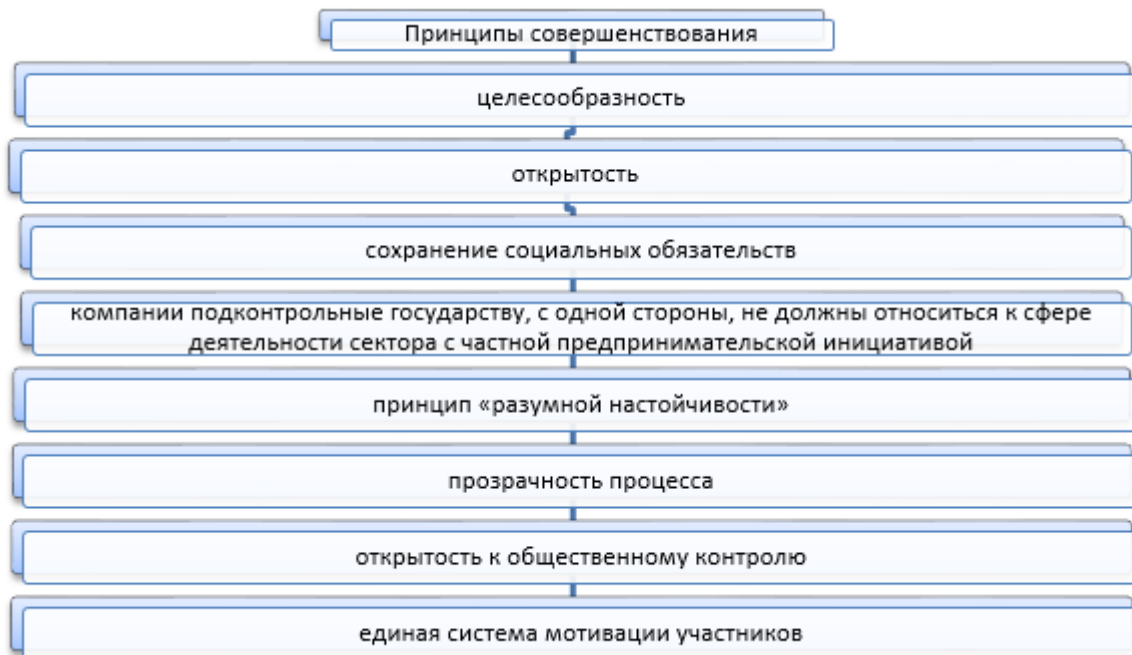 Принципы совершенствования
целесообразность
открытость
сохранение социальных обязательств
компании подконтрольные государству, с одной стороны, не должны относиться к сфере
деятельности сектора с частной предпринимательской инициативой
принцип «разумной настойчивости»
прозрачность процесса
открытость к общественному контролю
единая система мотивации участников